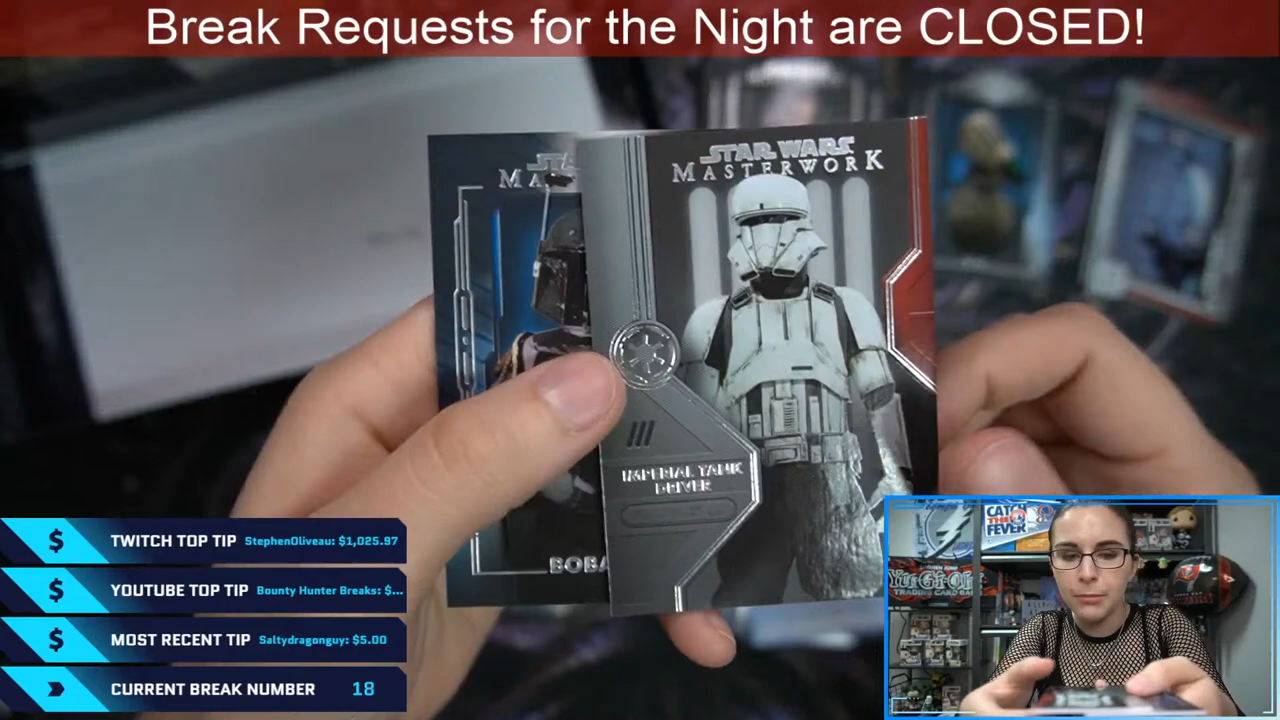 Break Requests for the Night are CLOSED!
STAR WARS
MASTERWORK
STA
MA
IMPERIAL TANK
DRIVER
BOBA
TWITCH TOP TIP StephenOliveau: $1,025.97
YOUTUBE TOP TIP Bounty Hunter Breaks: $...
MOST RECENT TIP Saltydragonguy: $5.00
CURRENT BREAK NUMBER 18
CATCH
THE
FEVER
Yu-Gi-Oh!
TRADING CARD GAME